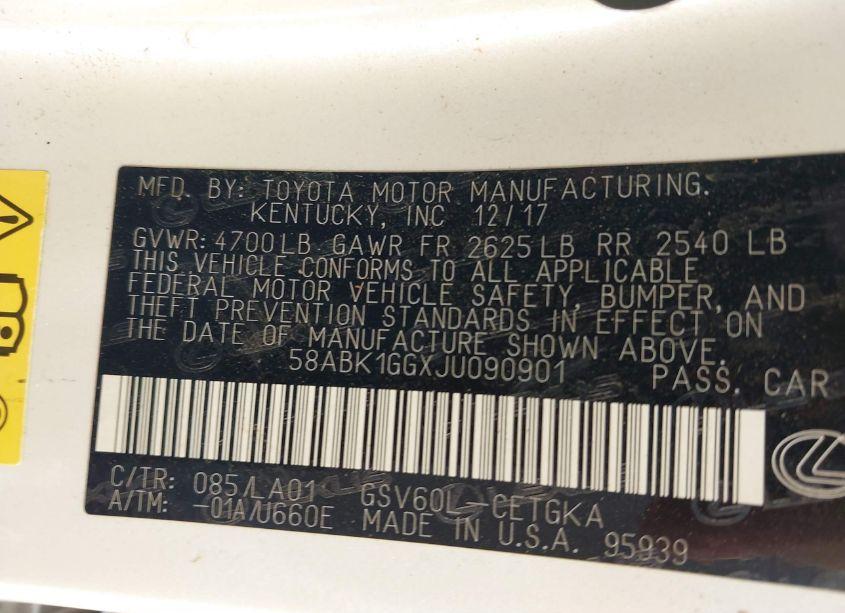 MFD. BY: TOYOTA MOTOR MANUFACTURING.
KENTUCKY, INC 12/17
GVWR: 4700LB GAWR FR 2625LB RR 2540 LB
THIS VEHICLE CONFORMS TO ALL APPLICABLE
FEDERAL MOTOR VEHICLE SAFETY, BUMPER, AND
THEFT PREVENTION STANDARDS IN EFFECT ON
THE DATE OF MANUFACTURE SHOWN ABOVE.
58ABK1GGXJU090901 PASS. CAR
C/TR: 085/LA01 GSV60L-CETGKA
A/TM: -01A/U660E MADE IN U.S.A. 95939